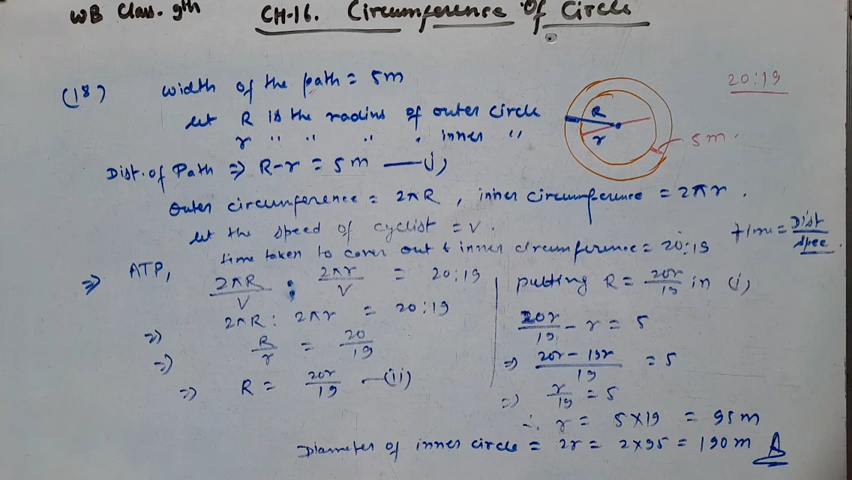 WB Class. 9th CH-16. Circumference Of Circle
(18) Width of the path = 5m
20:19
let R is the radius of outer circle
r " " " " inner "
R
r
5m.
Dist. of Path ⇒ R-r = 5m —(i)
Outer circumference = 2πR, inner circumference = 2πr.
let the speed of cyclist = V.
time = Dist/Spee
time taken to cover out & inner circumference = 20:19
⇒ ATP, 2πR/V : 2πr/V = 20:19
⇒ 2πR : 2πr = 20:19
⇒ R/r = 20/19
⇒ R = 20r/19 —(ii)
putting R = 20r/19 in (i)
20r/19 - r = 5
⇒ 20r - 19r/19 = 5
⇒ r/19 = 5
∴ r = 5×19 = 95m
Diameter of inner circle = 2r = 2×95 = 190m A